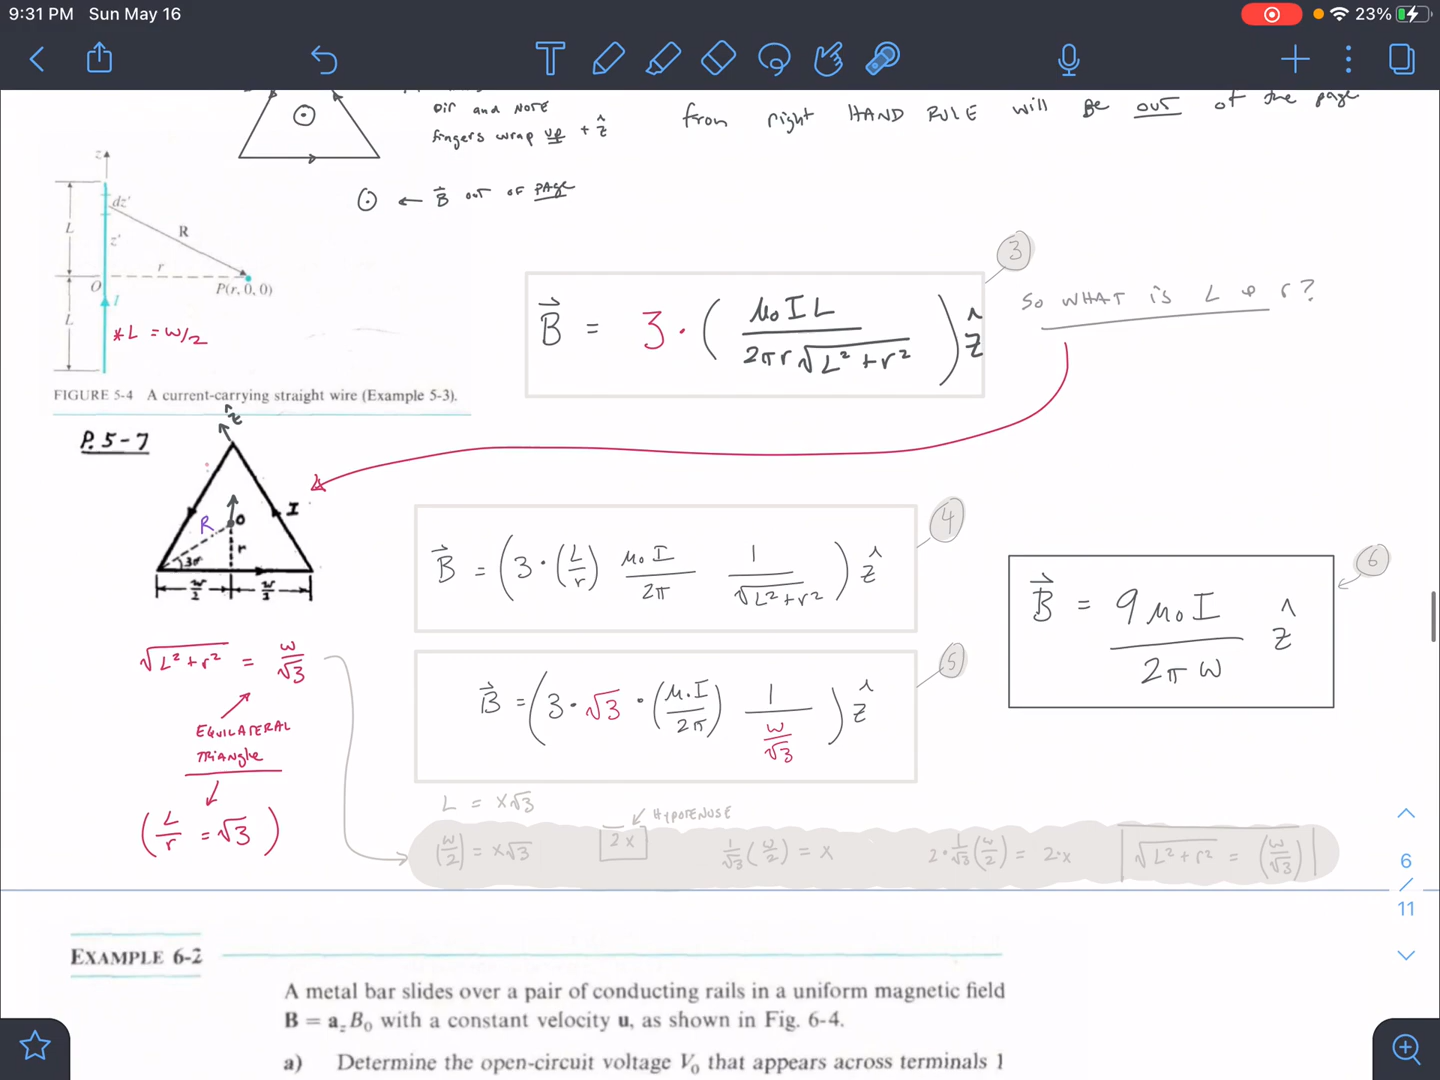 9:31 PM Sun May 16
23%
Dir and NOTE
fingers wrap up + ẑ
from right HAND RULE will Be out of the page
⊙ ← B⃗ out of PAGE
z
dz'
L
R
z'
r
O
P(r, 0, 0)
I
L
*L = w/2
FIGURE 5-4 A current-carrying straight wire (Example 5-3).
3
B⃗ = 3 · ( μ₀IL / 2πr√L² + r² ) ẑ
So WHAT is L & r?
P. 5-7
ẑ
I
R
O
r
30
w/2 w/2
4
B⃗ = (3 · (L/r) μ₀I/2π 1/√L² + r² ) ẑ
6
B⃗ = 9μ₀I / 2πw ẑ
√L² + r² = w/√3
5
B⃗ = (3 · √3 · (μ₀I/2π) 1/(w/√3) ) ẑ
EQUILATERAL
TRiANgle
(L/r = √3)
L = x√3
HYPOTENUSE
(w/2) = x√3 2x 1/√3 (w/2) = x 2 · 1/√3 (w/2) = 2·x √L² + r² = (w/√3)
6
/
11
EXAMPLE 6-2
A metal bar slides over a pair of conducting rails in a uniform magnetic field
B = a_z B₀ with a constant velocity u, as shown in Fig. 6-4.
a) Determine the open-circuit voltage V₀ that appears across terminals 1